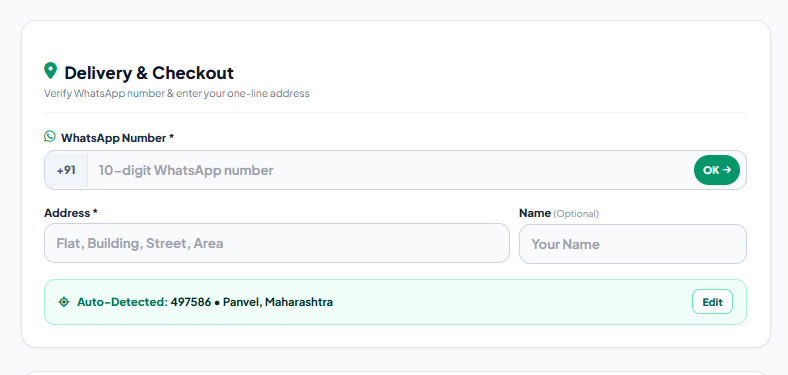 Delivery & Checkout
Verify WhatsApp number & enter your one-line address
WhatsApp Number *
+91 10-digit WhatsApp number OK →
Address * Name (Optional)
Flat, Building, Street, Area Your Name
Auto-Detected: 497586 • Panvel, Maharashtra Edit